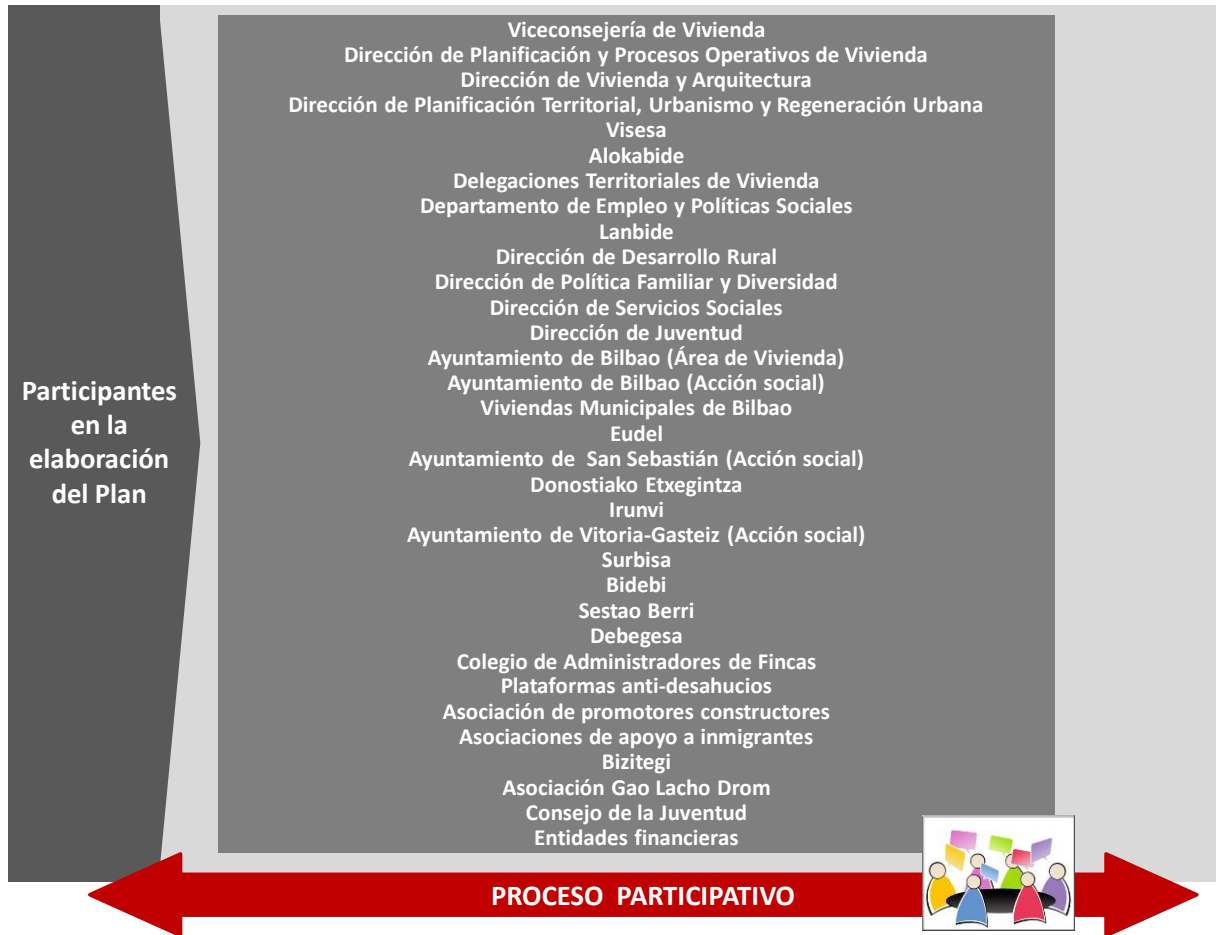 Viceconsejería de Vivienda
Dirección de Planificación y Procesos Operativos de Vivienda
Dirección de Vivienda y Arquitectura
Dirección de Planificación Territorial, Urbanismo y Regeneración Urbana
Visesa
Alokabide
Delegaciones Territoriales de Vivienda
Departamento de Empleo y Políticas Sociales
Lanbide
Dirección de Desarrollo Rural
Dirección de Política Familiar y Diversidad
Dirección de Servicios Sociales
Dirección de Juventud
Ayuntamiento de Bilbao (Área de Vivienda)
Ayuntamiento de Bilbao (Acción social)
Viviendas Municipales de Bilbao
Eudel
Ayuntamiento de San Sebastián (Acción social)
Donostiako Etxegintza
Irunvi
Ayuntamiento de Vitoria-Gasteiz (Acción social)
Surbisa
Bidebi
Sestao Berri
Debegesa
Colegio de Administradores de Fincas
Plataformas anti-desahucios
Asociación de promotores constructores
Asociaciones de apoyo a inmigrantes
Bizitegi
Asociación Gao Lacho Drom
Consejo de la Juventud
Entidades financieras
Participantes
en la
elaboración
del Plan
PROCESO PARTICIPATIVO